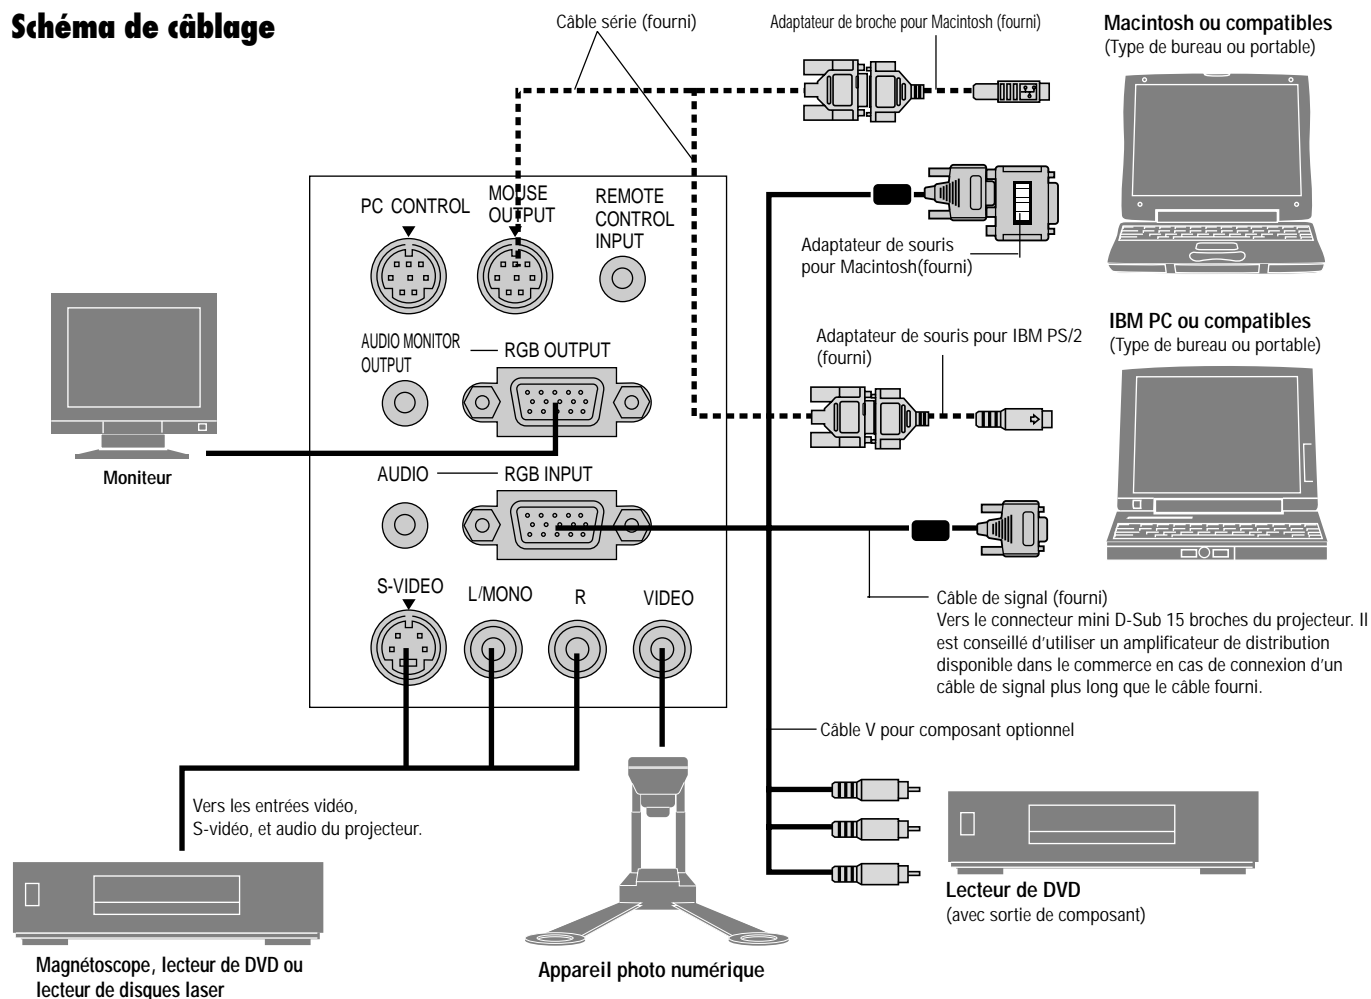 Schéma de câblage
Câble série (fourni)
Adaptateur de broche pour Macintosh (fourni)
Macintosh ou compatibles
(Type de bureau ou portable)
PC CONTROL
MOUSE
OUTPUT
REMOTE
CONTROL
INPUT
Adaptateur de souris
pour Macintosh(fourni)
AUDIO MONITOR
OUTPUT
RGB OUTPUT
Adaptateur de souris pour IBM PS/2
(fourni)
IBM PC ou compatibles
(Type de bureau ou portable)
Moniteur
AUDIO
RGB INPUT
S-VIDEO
L/MONO
R
VIDEO
Câble de signal (fourni)
Vers le connecteur mini D-Sub 15 broches du projecteur. Il
est conseillé d'utiliser un amplificateur de distribution
disponible dans le commerce en cas de connexion d'un
câble de signal plus long que le câble fourni.
Câble V pour composant optionnel
Vers les entrées vidéo,
S-vidéo, et audio du projecteur.
Lecteur de DVD
(avec sortie de composant)
Magnétoscope, lecteur de DVD ou
lecteur de disques laser
Appareil photo numérique